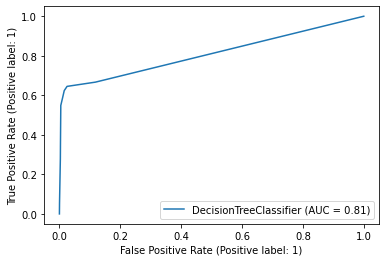 True Positive Rate (Positive label: 1)
1.0
0.8
0.6
0.4
0.2
0.0
DecisionTreeClassifier (AUC = 0.81)
0.0 0.2 0.4 0.6 0.8 1.0
False Positive Rate (Positive label: 1)